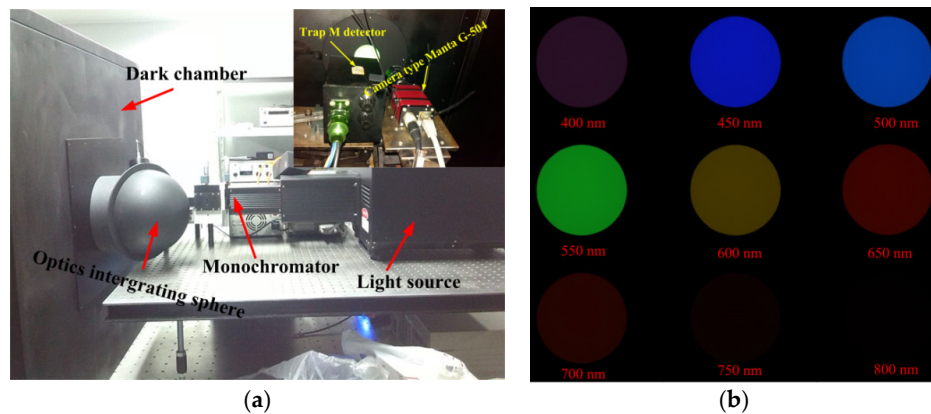 Trap M detector
Camera type Manta G-504
Dark chamber
Optics intergrating sphere
Monochromator
Light source
(a)
400 nm
450 nm
500 nm
550 nm
600 nm
650 nm
700 nm
750 nm
800 nm
(b)